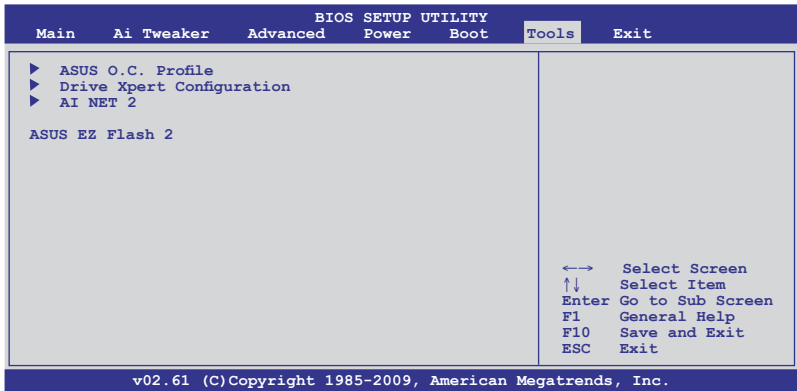 BIOS SETUP UTILITY
Main Ai Tweaker Advanced Power Boot Tools Exit
ASUS O.C. Profile
Drive Xpert Configuration
AI NET 2
ASUS EZ Flash 2
←→ Select Screen
↑↓ Select Item
Enter Go to Sub Screen
F1 General Help
F10 Save and Exit
ESC Exit
v02.61 (C)Copyright 1985-2009, American Megatrends, Inc.